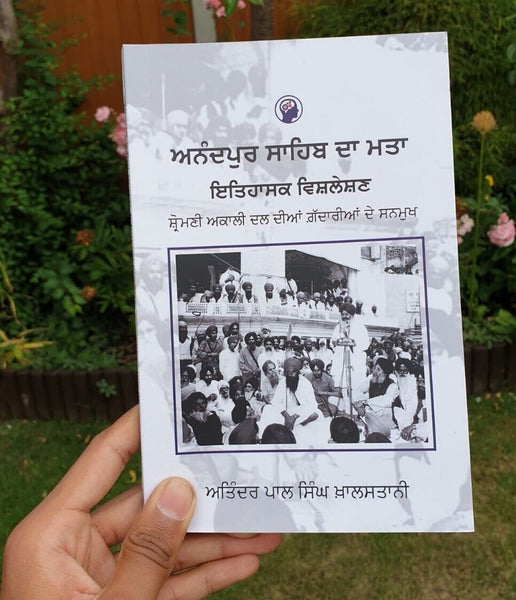 ਅਨੰਦਪੁਰ ਸਾਹਿਬ ਦਾ ਮਤਾ
ਇਤਿਹਾਸਕ ਵਿਸ਼ਲੇਸ਼ਣ
ਸ਼੍ਰੋਮਣੀ ਅਕਾਲੀ ਦਲ ਦੀਆਂ ਗ਼ੱਦਾਰੀਆਂ ਦੇ ਸਨਮੁਖ
ਅਤਿੰਦਰ ਪਾਲ ਸਿੰਘ ਖ਼ਾਲਸਤਾਨੀ